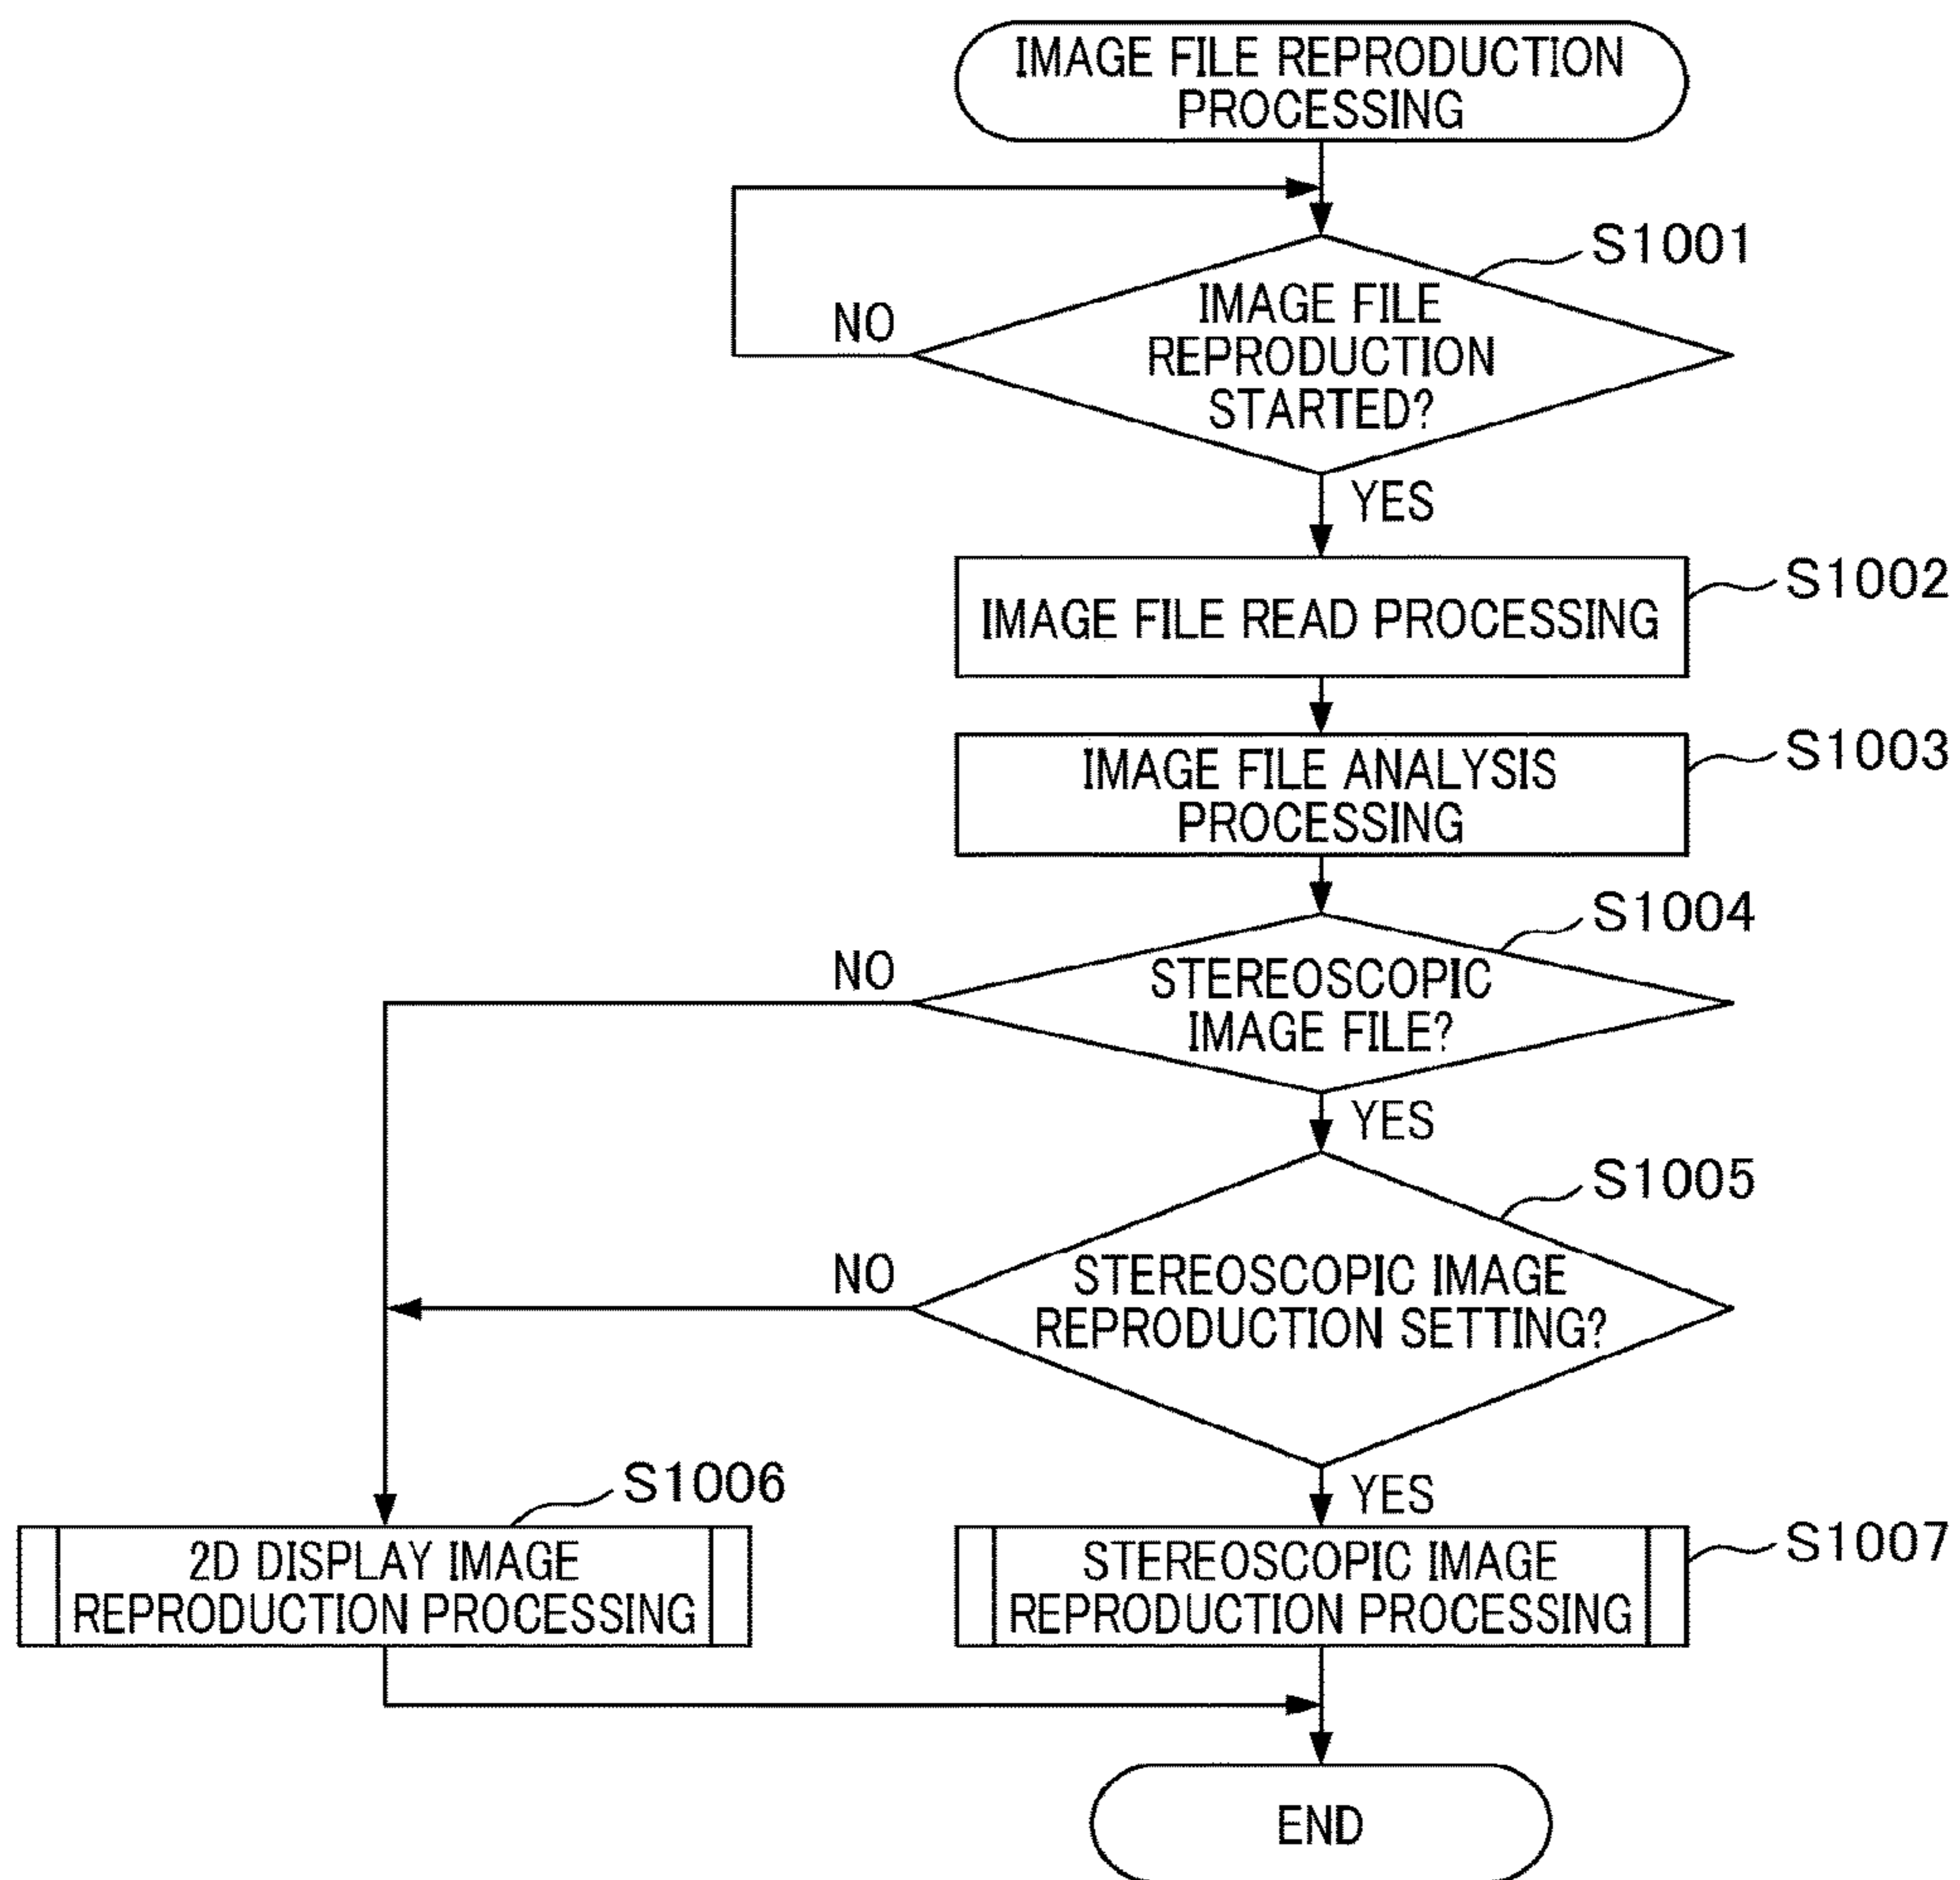 IMAGE FILE REPRODUCTION
PROCESSING
S1001
IMAGE FILE
REPRODUCTION
STARTED?
NO
YES
S1002
IMAGE FILE READ PROCESSING
S1003
IMAGE FILE ANALYSIS
PROCESSING
S1004
STEREOSCOPIC
IMAGE FILE?
NO
YES
S1005
STEREOSCOPIC IMAGE
REPRODUCTION SETTING?
NO
YES
S1006
2D DISPLAY IMAGE
REPRODUCTION PROCESSING
S1007
STEREOSCOPIC IMAGE
REPRODUCTION PROCESSING
END